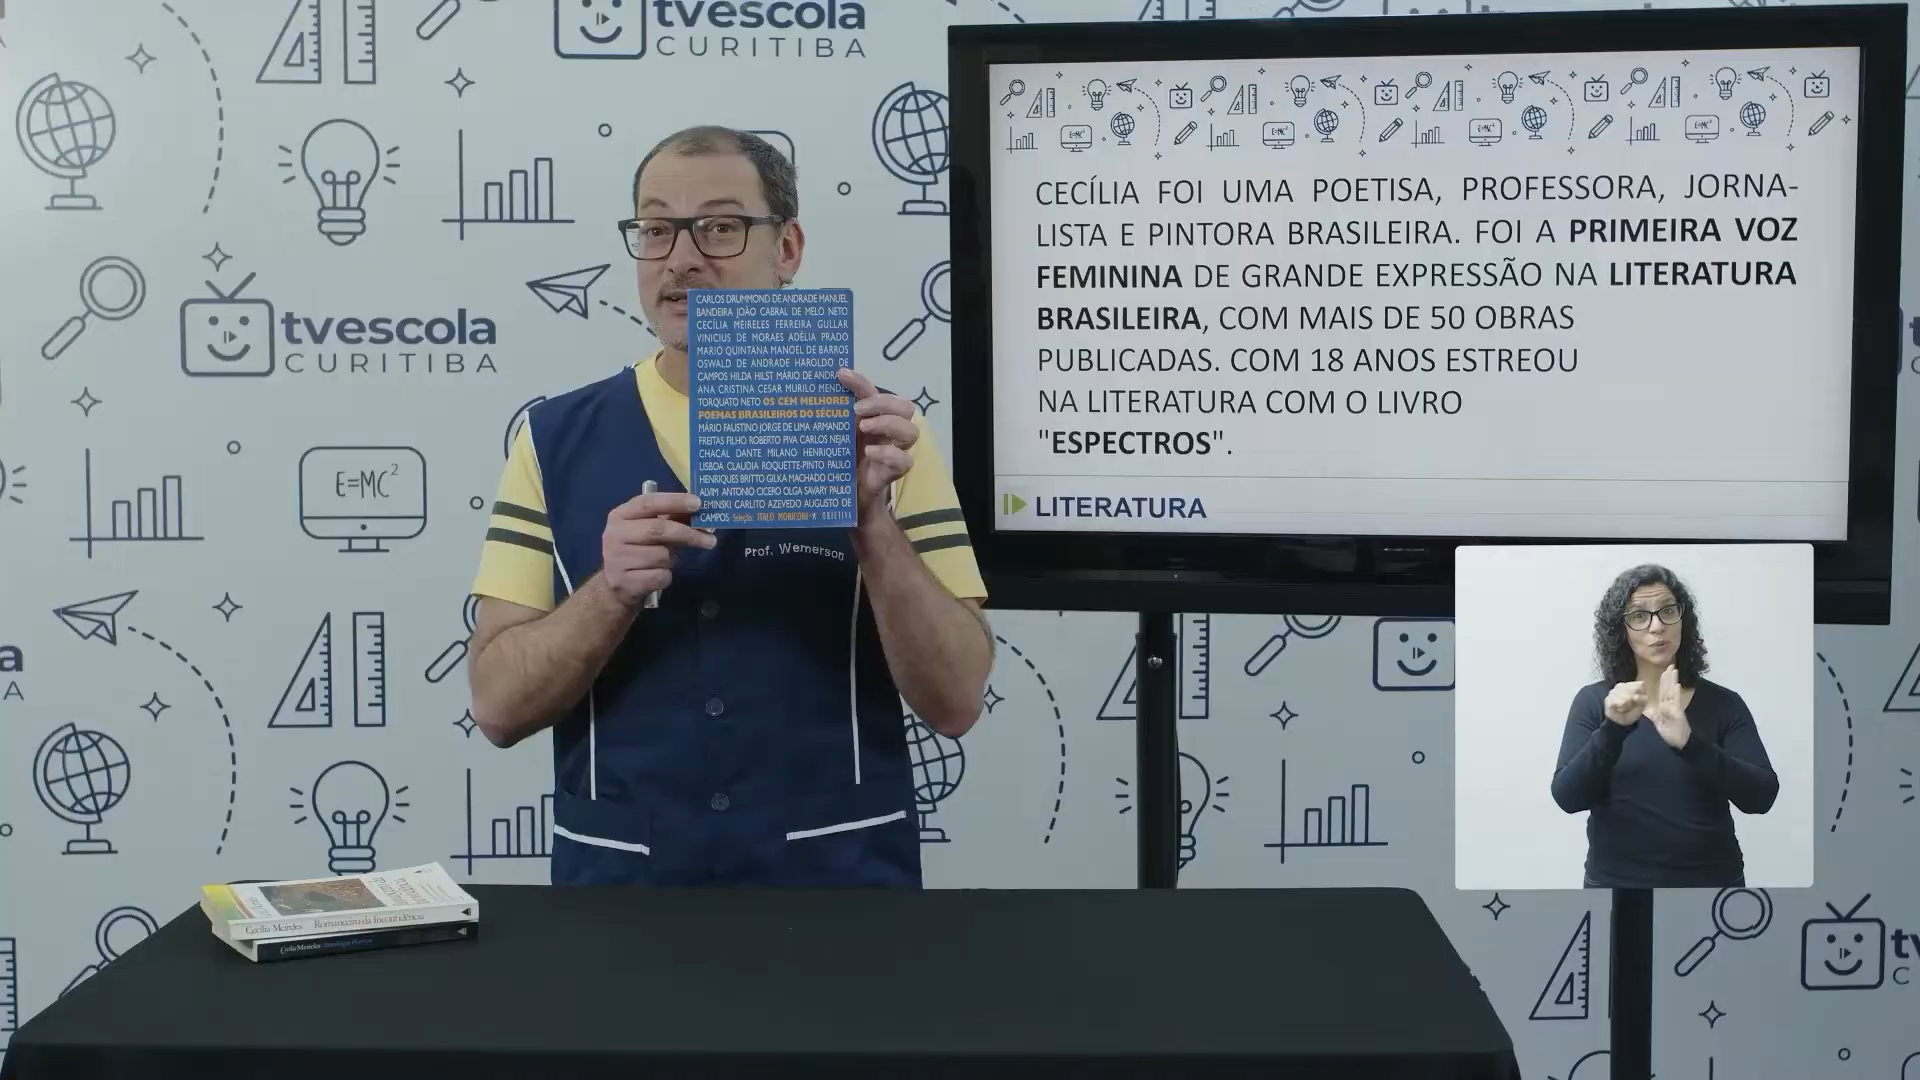 tvescola
CURITIBA
tvescola
CURITIBA
E=MC²
CARLOS DRUMMOND DE ANDRADE MANUEL
BANDEIRA JOÃO CABRAL DE MELO NETO
CECÍLIA MEIRELES FERREIRA GULLAR
VINICIUS DE MORAES ADÉLIA PRADO
MARIO QUINTANA MANOEL DE BARROS
OSWALD DE ANDRADE HAROLDO DE
CAMPOS HILDA HILST MÁRIO DE ANDRA
ANA CRISTINA CESAR MURILO MENDES
TORQUATO NETO OS CEM MELHORES
POEMAS BRASILEIROS DO SÉCULO
MÁRIO FAUSTINO JORGE DE LIMA ARMANDO
FREITAS FILHO ROBERTO PIVA CARLOS NEJAR
CHACAL DANTE MILANO HENRIQUETA
LISBOA CLAUDIA ROQUETTE-PINTO PAULO
HENRIQUES BRITTO GILKA MACHADO CHICO
ALVIM ANTONIO CICERO OLGA SAVARY PAULO
LEMINSKI CARLITO AZEVEDO AUGUSTO DE
CAMPOS Seleção: ITALO MORICONI OBJETIVA
Prof. Wemerson
CECÍLIA FOI UMA POETISA, PROFESSORA, JORNA-
LISTA E PINTORA BRASILEIRA. FOI A PRIMEIRA VOZ
FEMININA DE GRANDE EXPRESSÃO NA LITERATURA
BRASILEIRA, COM MAIS DE 50 OBRAS
PUBLICADAS. COM 18 ANOS ESTREOU
NA LITERATURA COM O LIVRO
"ESPECTROS".
LITERATURA
Cecília Meireles Romanceiro da Inconfidência
Cecília Meireles Antologia Poética